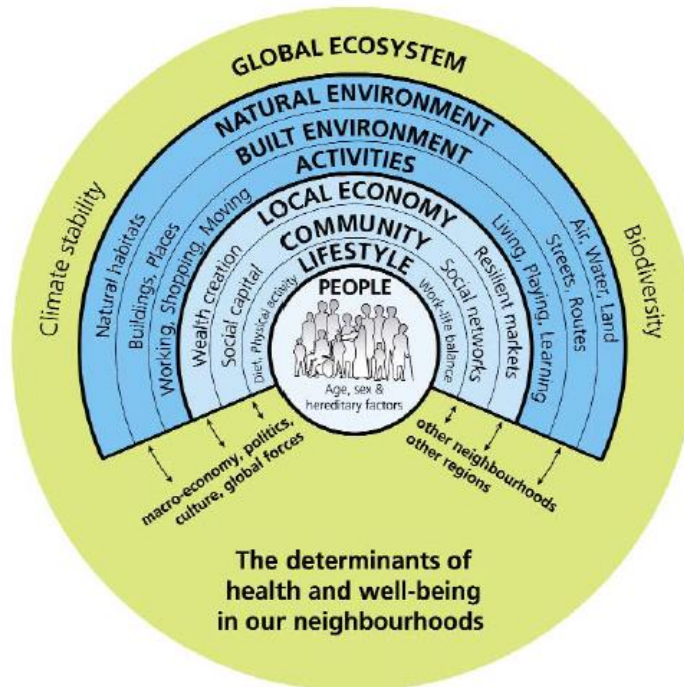 GLOBAL ECOSYSTEM
NATURAL ENVIRONMENT
BUILT ENVIRONMENT
ACTIVITIES
LOCAL ECONOMY
COMMUNITY
LIFESTYLE
PEOPLE
Age, sex &
hereditary factors
Climate stability
Natural habitats
Buildings, Places
Working, Shopping, Moving
Wealth creation
Social capital
Diet, Physical activity
Work-life balance
Social networks
Resilient markets
Living, Playing, Learning
Streets, Routes
Air, Water, Land
Biodiversity
macro-economy, politics,
culture, global forces
other neighbourhoods
other regions
The determinants of
health and well-being
in our neighbourhoods